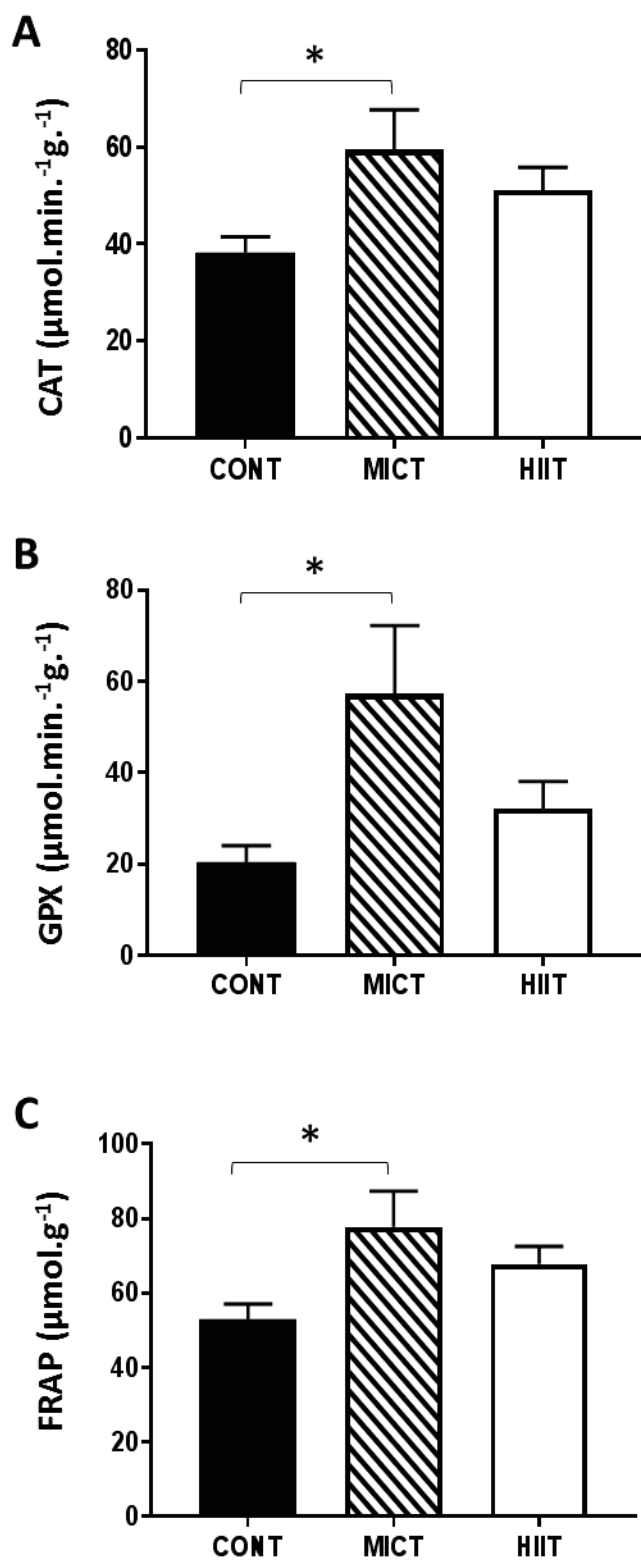 A
*
CAT (µmol.min.⁻¹g.⁻¹)
80
60
40
20
0
CONT MICT HIIT
B
*
GPX (µmol.min.⁻¹g.⁻¹)
80
60
40
20
0
CONT MICT HIIT
C
*
FRAP (µmol.g⁻¹)
100
80
60
40
20
0
CONT MICT HIIT